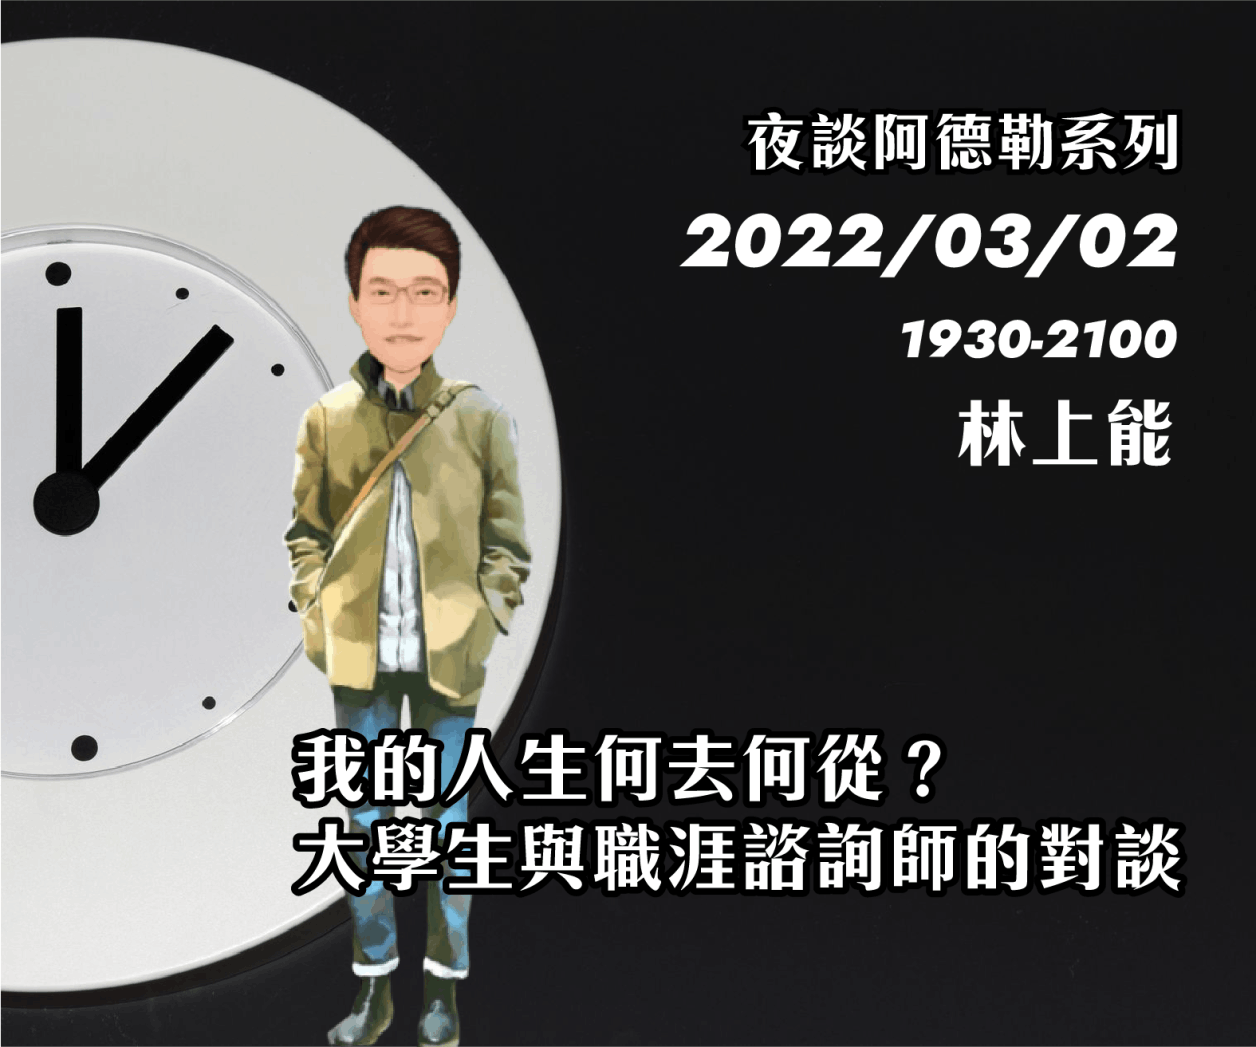 夜談阿德勒系列
2022/03/02
1930-2100
林上能
我的人生何去何從？
大學生與職涯諮詢師的對談